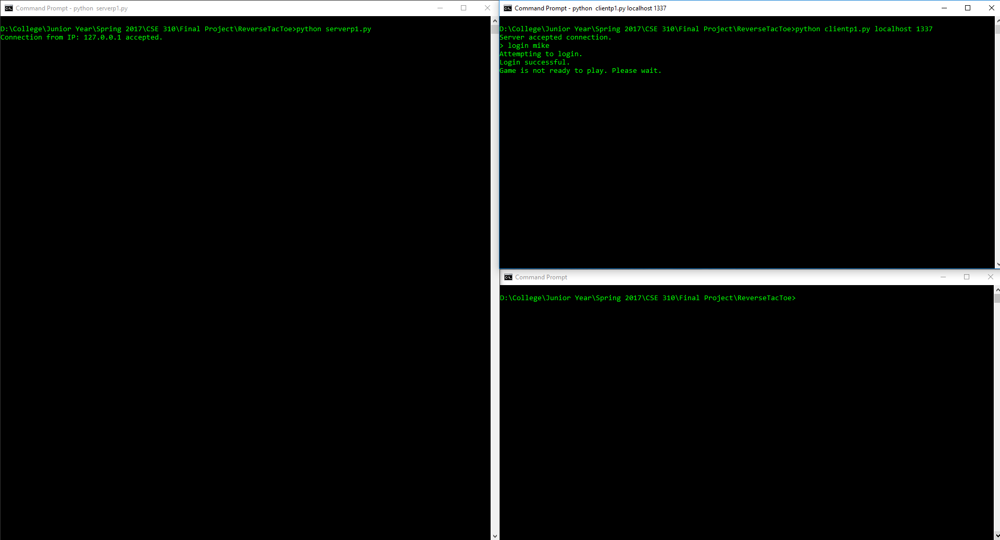 Command Prompt - python  serverp1.py
D:\College\Junior Year\Spring 2017\CSE 310\Final Project\ReverseTacToe>python serverp1.py
Connection from IP: 127.0.0.1 accepted.
Command Prompt - python  clientp1.py localhost 1337
D:\College\Junior Year\Spring 2017\CSE 310\Final Project\ReverseTacToe>python clientp1.py localhost 1337
Server accepted connection.
> login mike
Attempting to login.
Login successful.
Game is not ready to play. Please wait.
Command Prompt
D:\College\Junior Year\Spring 2017\CSE 310\Final Project\ReverseTacToe>